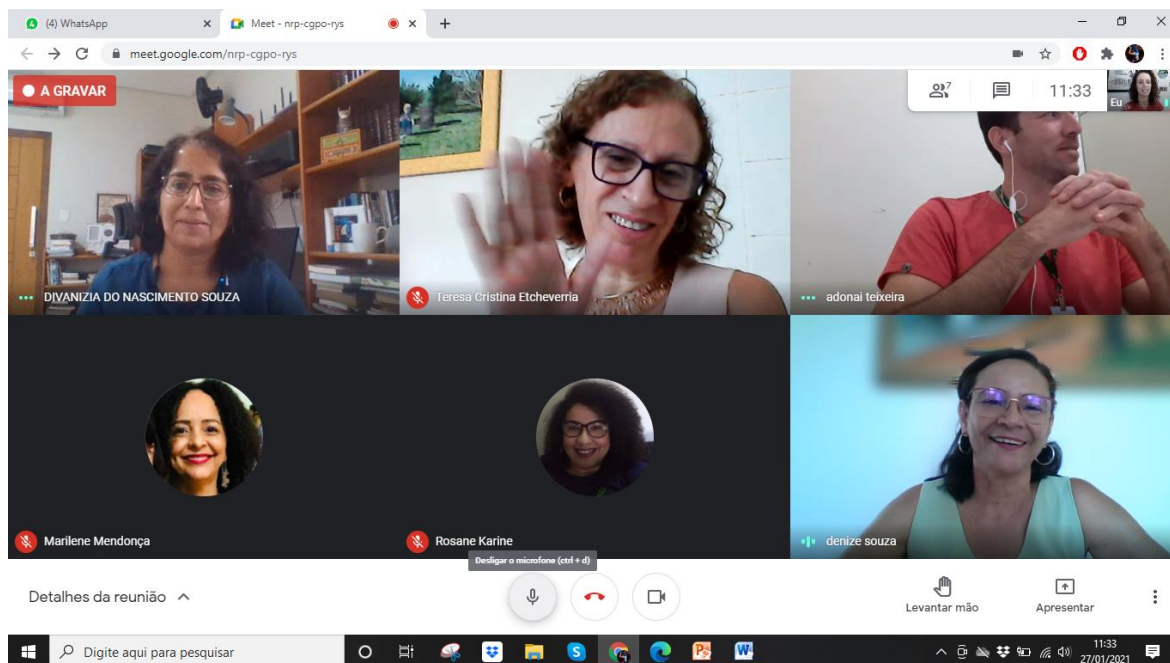 (4) WhatsApp
Meet - nrp-cgpo-rys
meet.google.com/nrp-cgpo-rys
A GRAVAR
7
11:33
Eu
DIVANIZIA DO NASCIMENTO SOUZA
Teresa Cristina Etcheverria
adonai teixeira
Marilene Mendonça
Rosane Karine
denize souza
Desligar o microfone (ctrl + d)
Detalhes da reunião
Levantar mão
Apresentar
Digite aqui para pesquisar
11:33
27/01/2021